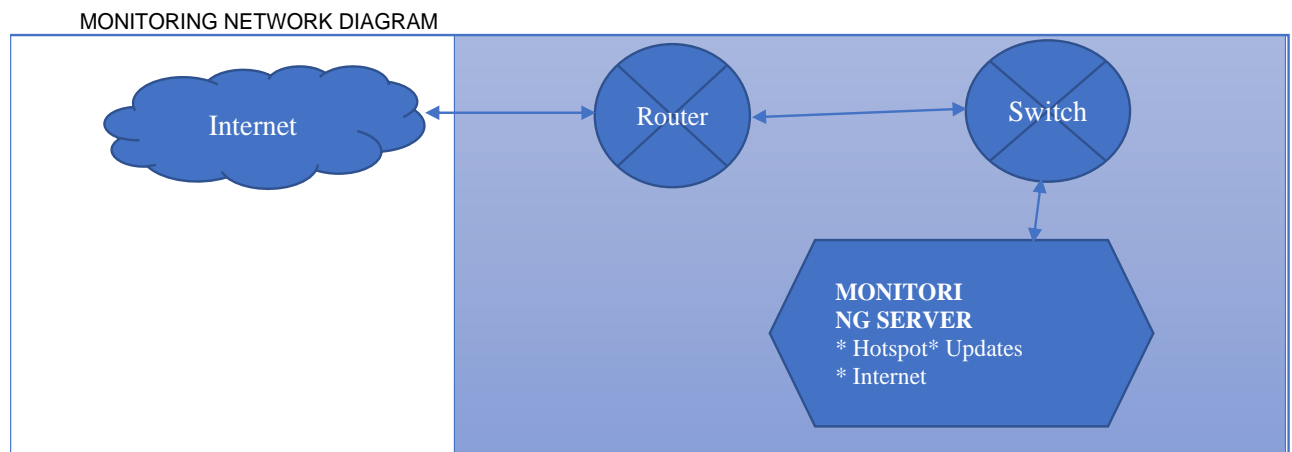 MONITORING NETWORK DIAGRAM
Internet
Router
Switch
MONITORI
NG SERVER
* Hotspot* Updates
* Internet